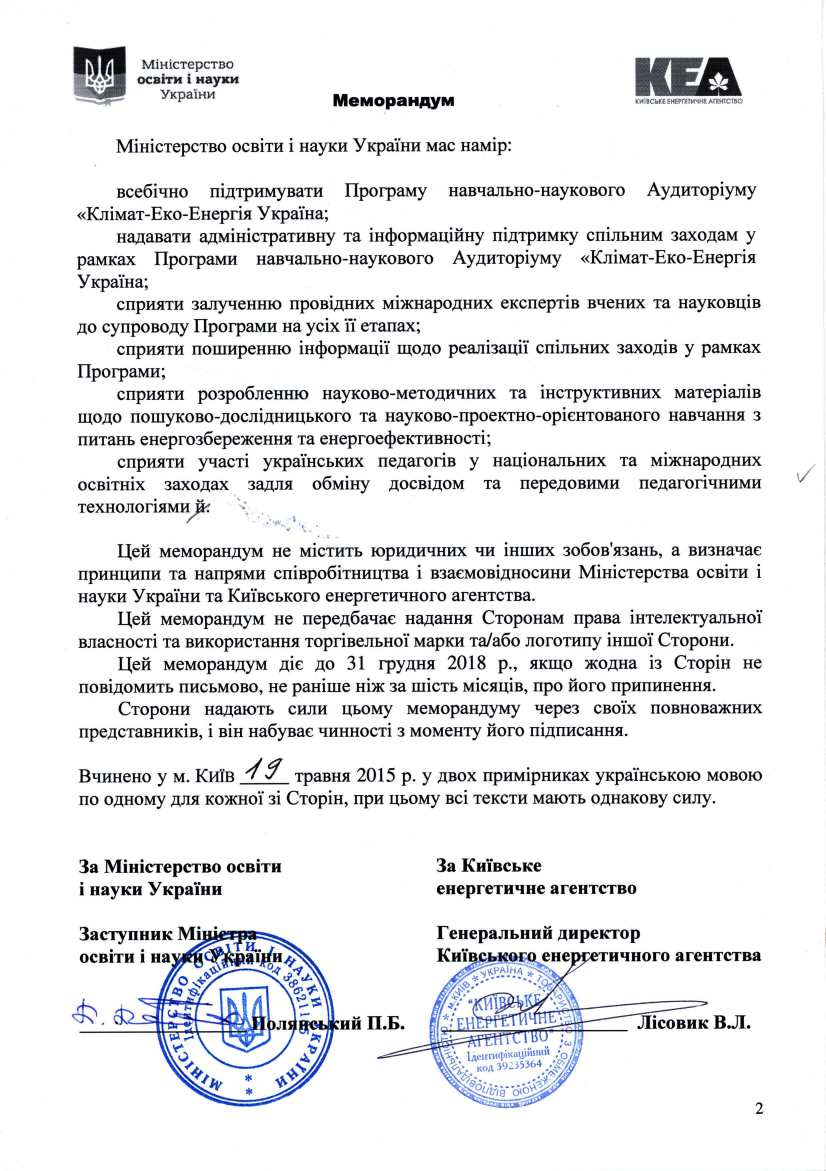 Міністерство
освіти і науки
України
КЕА
КИЇВСЬКЕ ЕНЕРГЕТИЧНЕ АГЕНТСТВО
Меморандум
Міністерство освіти і науки України має намір:
всебічно підтримувати Програму навчально-наукового Аудиторіуму
«Клімат-Еко-Енергія Україна;
надавати адміністративну та інформаційну підтримку спільним заходам у
рамках Програми навчально-наукового Аудиторіуму «Клімат-Еко-Енергія
Україна;
сприяти залученню провідних міжнародних експертів вчених та науковців
до супроводу Програми на усіх її етапах;
сприяти поширенню інформації щодо реалізації спільних заходів у рамках
Програми;
сприяти розробленню науково-методичних та інструктивних матеріалів
щодо пошуково-дослідницького та науково-проектно-орієнтованого навчання з
питань енергозбереження та енергоефективності;
сприяти участі українських педагогів у національних та міжнародних
освітніх заходах задля обміну досвідом та передовими педагогічними
технологіями й.
Цей меморандум не містить юридичних чи інших зобов'язань, а визначає
принципи та напрями співробітництва і взаємовідносини Міністерства освіти і
науки України та Київського енергетичного агентства.
Цей меморандум не передбачає надання Сторонам права інтелектуальної
власності та використання торгівельної марки та/або логотипу іншої Сторони.
Цей меморандум діє до 31 грудня 2018 р., якщо жодна із Сторін не
повідомить письмово, не раніше ніж за шість місяців, про його припинення.
Сторони надають сили цьому меморандуму через своїх повноважних
представників, і він набуває чинності з моменту його підписання.
Вчинено у м. Київ 19 травня 2015 р. у двох примірниках українською мовою
по одному для кожної зі Сторін, при цьому всі тексти мають однакову силу.
За Міністерство освіти
і науки України
За Київське
енергетичне агентство
Заступник Міністра
освіти і науки України
Генеральний директор
Київського енергетичного агентства
Полянський П.Б.
Лісовик В.Л.
МІНІСТЕРСТВО ОСВІТИ І НАУКИ УКРАЇНИ
Ідентифікаційний код 38621185
м.КИЇВ * УКРАЇНА * ТОВАРИСТВО З ОБМЕЖЕНОЮ ВІДПОВІДАЛЬНІСТЮ
"КИЇВСЬКЕ
ЕНЕРГЕТИЧНЕ
АГЕНТСТВО"
Ідентифікаційний
код 39235364
2